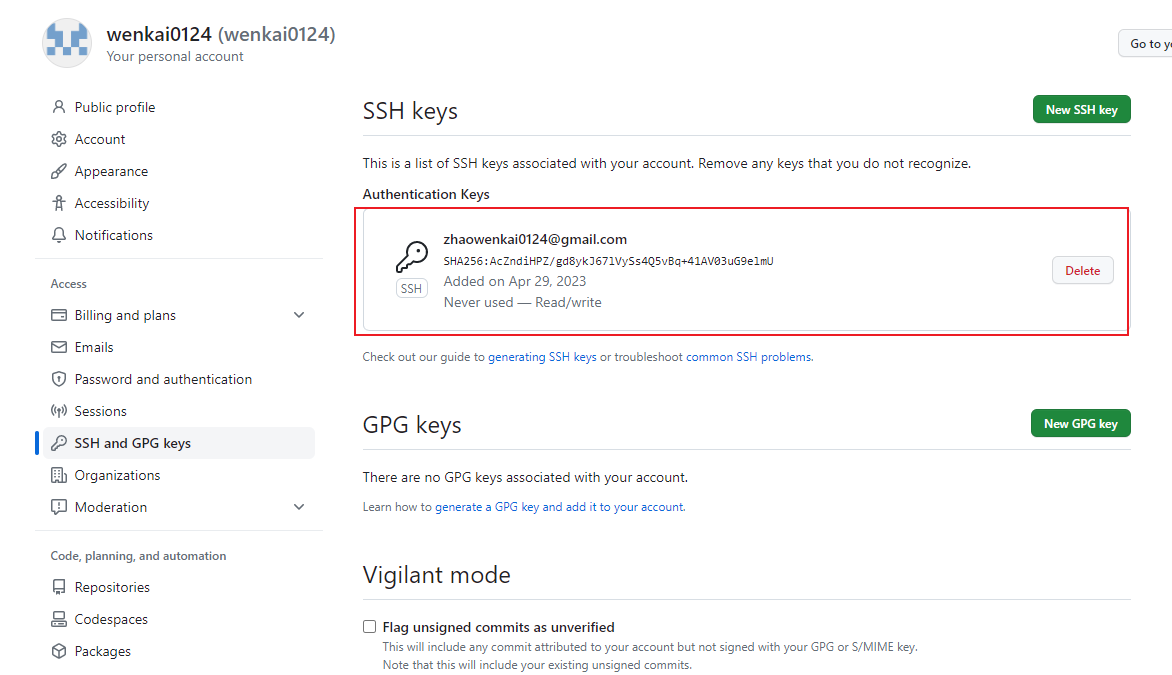 wenkai0124 (wenkai0124)
Your personal account
Go to
Public profile
Account
Appearance
Accessibility
Notifications
Access
Billing and plans
Emails
Password and authentication
Sessions
SSH and GPG keys
Organizations
Moderation
Code, planning, and automation
Repositories
Codespaces
Packages
SSH keys
New SSH key
This is a list of SSH keys associated with your account. Remove any keys that you do not recognize.
Authentication Keys
SSH
zhaowenkai0124@gmail.com
SHA256:AcZndiHPZ/gd8ykJ67lVySs4Q5vBq+41AV03uG9e1mU
Added on Apr 29, 2023
Never used — Read/write
Delete
Check out our guide to generating SSH keys or troubleshoot common SSH problems.
GPG keys
New GPG key
There are no GPG keys associated with your account.
Learn how to generate a GPG key and add it to your account.
Vigilant mode
Flag unsigned commits as unverified
This will include any commit attributed to your account but not signed with your GPG or S/MIME key.
Note that this will include your existing unsigned commits.